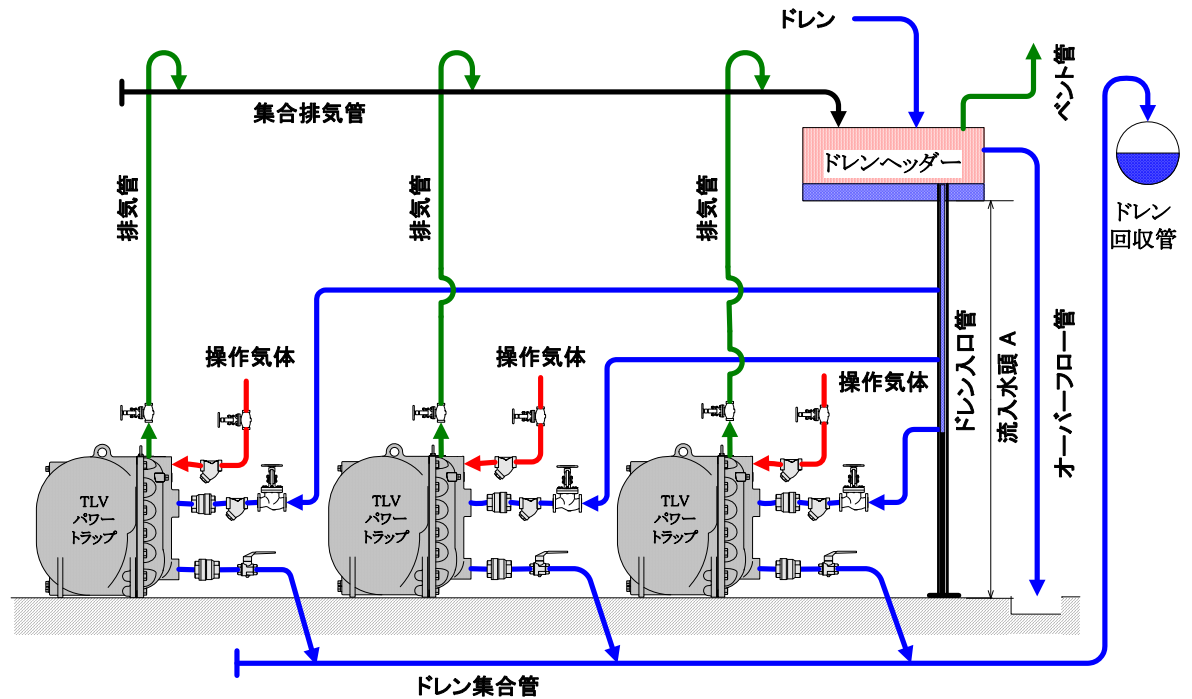 ドレン
ベント管
集合排気管
ドレンヘッダー
ドレン
回収管
排気管
排気管
排気管
操作気体
操作気体
操作気体
ドレン入口管
流入水頭 A
オーバーフロー管
TLV
パワー
トラップ
TLV
パワー
トラップ
TLV
パワー
トラップ
ドレン集合管